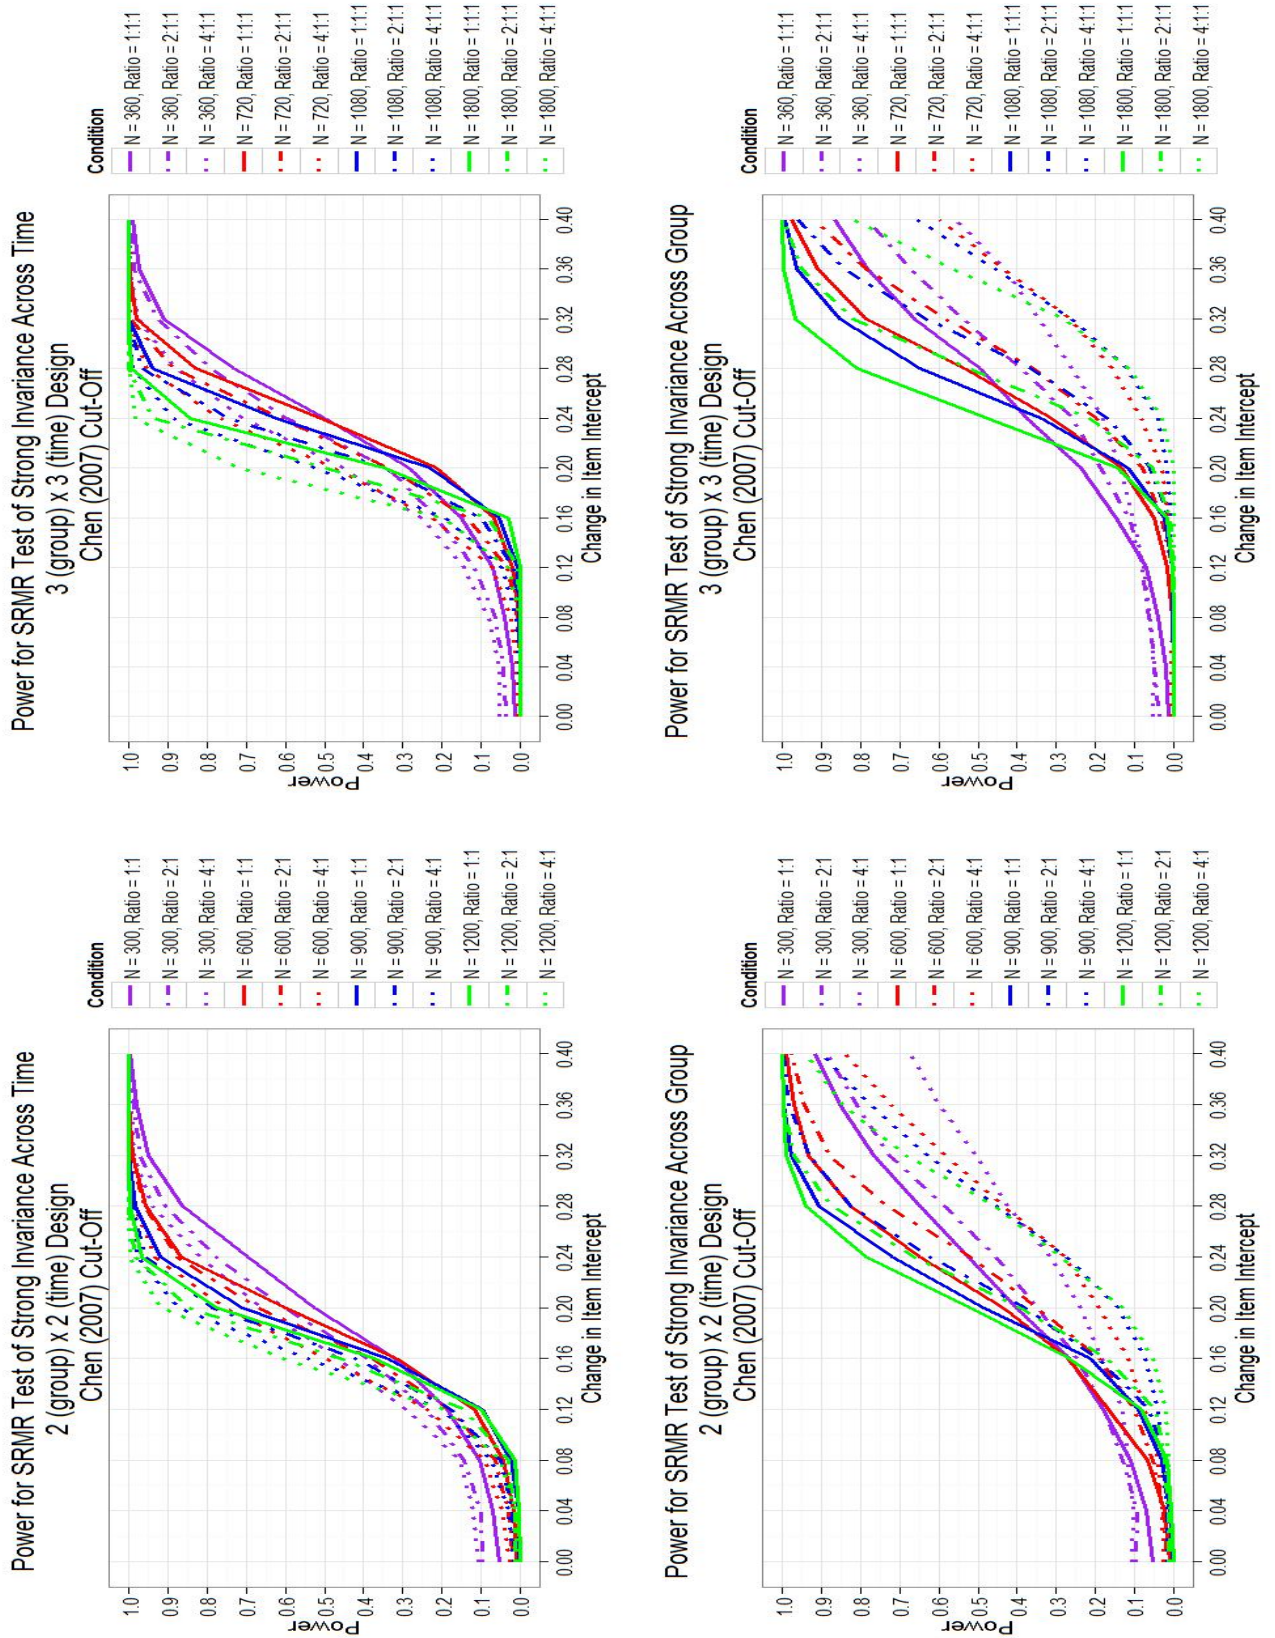 Power for SRMR Test of Strong Invariance Across Time
2 (group) x 2 (time) Design
Chen (2007) Cut-Off
Power
1.0
0.9
0.8
0.7
0.6
0.5
0.4
0.3
0.2
0.1
0.0
0.00 0.04 0.08 0.12 0.16 0.20 0.24 0.28 0.32 0.36 0.40
Change in Item Intercept
Condition
N = 300, Ratio = 1:1
N = 300, Ratio = 2:1
N = 300, Ratio = 4:1
N = 600, Ratio = 1:1
N = 600, Ratio = 2:1
N = 600, Ratio = 4:1
N = 900, Ratio = 1:1
N = 900, Ratio = 2:1
N = 900, Ratio = 4:1
N = 1200, Ratio = 1:1
N = 1200, Ratio = 2:1
N = 1200, Ratio = 4:1
Power for SRMR Test of Strong Invariance Across Time
3 (group) x 3 (time) Design
Chen (2007) Cut-Off
Power
1.0
0.9
0.8
0.7
0.6
0.5
0.4
0.3
0.2
0.1
0.0
0.00 0.04 0.08 0.12 0.16 0.20 0.24 0.28 0.32 0.36 0.40
Change in Item Intercept
Condition
N = 360, Ratio = 1:1:1
N = 360, Ratio = 2:1:1
N = 360, Ratio = 4:1:1
N = 720, Ratio = 1:1:1
N = 720, Ratio = 2:1:1
N = 720, Ratio = 4:1:1
N = 1080, Ratio = 1:1:1
N = 1080, Ratio = 2:1:1
N = 1080, Ratio = 4:1:1
N = 1800, Ratio = 1:1:1
N = 1800, Ratio = 2:1:1
N = 1800, Ratio = 4:1:1
Power for SRMR Test of Strong Invariance Across Group
2 (group) x 2 (time) Design
Chen (2007) Cut-Off
Power
1.0
0.9
0.8
0.7
0.6
0.5
0.4
0.3
0.2
0.1
0.0
0.00 0.04 0.08 0.12 0.16 0.20 0.24 0.28 0.32 0.36 0.40
Change in Item Intercept
Condition
N = 300, Ratio = 1:1
N = 300, Ratio = 2:1
N = 300, Ratio = 4:1
N = 600, Ratio = 1:1
N = 600, Ratio = 2:1
N = 600, Ratio = 4:1
N = 900, Ratio = 1:1
N = 900, Ratio = 2:1
N = 900, Ratio = 4:1
N = 1200, Ratio = 1:1
N = 1200, Ratio = 2:1
N = 1200, Ratio = 4:1
Power for SRMR Test of Strong Invariance Across Group
3 (group) x 3 (time) Design
Chen (2007) Cut-Off
Power
1.0
0.9
0.8
0.7
0.6
0.5
0.4
0.3
0.2
0.1
0.0
0.00 0.04 0.08 0.12 0.16 0.20 0.24 0.28 0.32 0.36 0.40
Change in Item Intercept
Condition
N = 360, Ratio = 1:1:1
N = 360, Ratio = 2:1:1
N = 360, Ratio = 4:1:1
N = 720, Ratio = 1:1:1
N = 720, Ratio = 2:1:1
N = 720, Ratio = 4:1:1
N = 1080, Ratio = 1:1:1
N = 1080, Ratio = 2:1:1
N = 1080, Ratio = 4:1:1
N = 1800, Ratio = 1:1:1
N = 1800, Ratio = 2:1:1
N = 1800, Ratio = 4:1:1